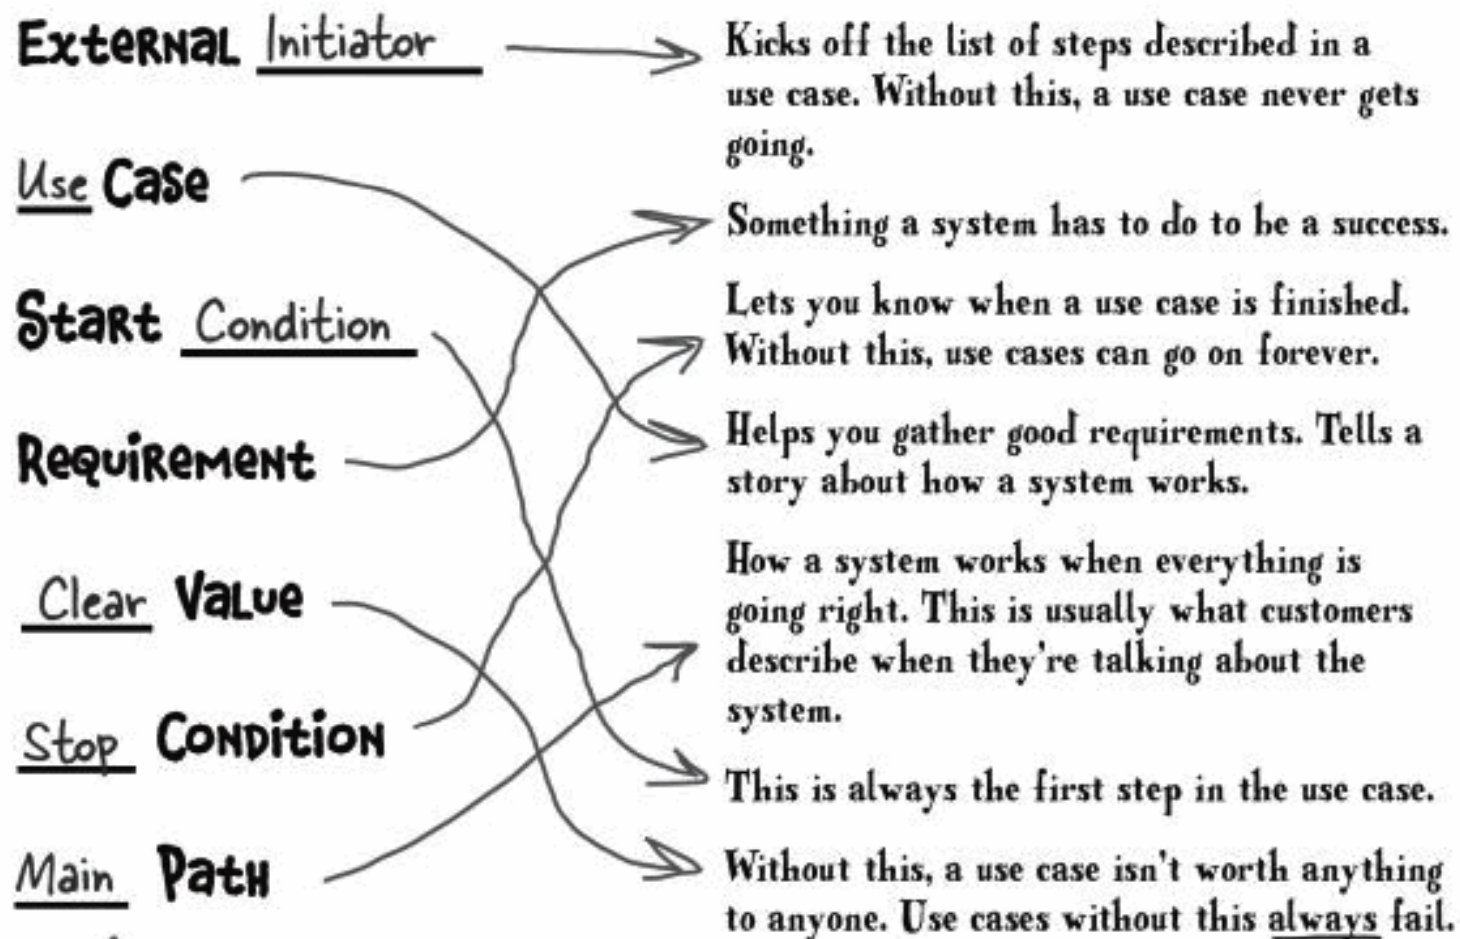 External Initiator
Use Case
Start Condition
Requirement
Clear Value
Stop Condition
Main Path
Kicks off the list of steps described in a
use case. Without this, a use case never gets
going.
Something a system has to do to be a success.
Lets you know when a use case is finished.
Without this, use cases can go on forever.
Helps you gather good requirements. Tells a
story about how a system works.
How a system works when everything is
going right. This is usually what customers
describe when they're talking about the
system.
This is always the first step in the use case.
Without this, a use case isn't worth anything
to anyone. Use cases without this always fail.